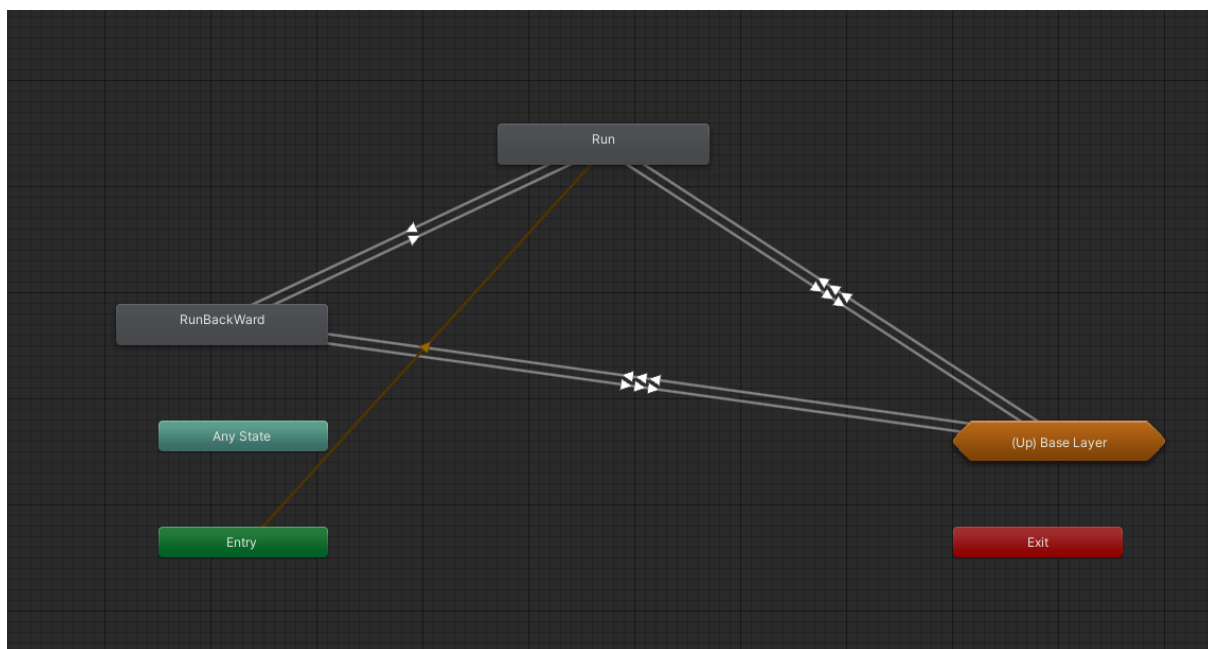 Run
RunBackWard
Any State
(Up) Base Layer
Entry
Exit